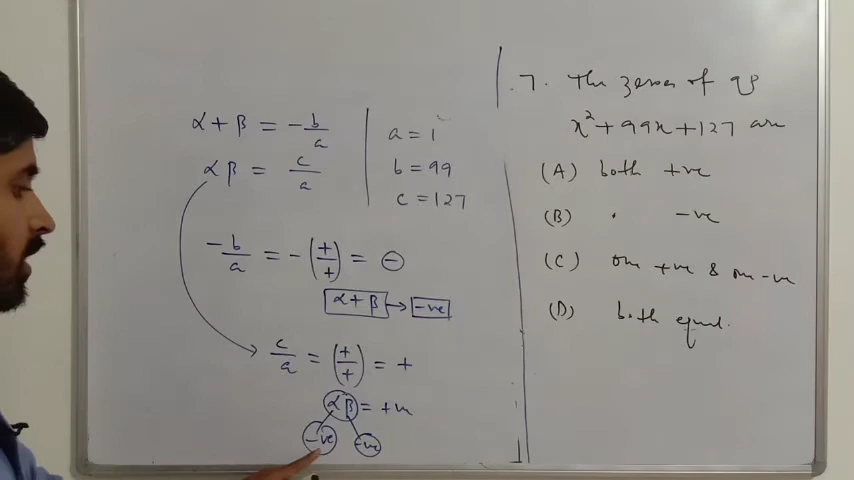 α + β = - b/a
αβ = c/a
a = 1
b = 99
c = 127
- b/a = - (+/+) = ⊖
α + β → -ve
c/a = (+/+) = +
αβ = +ve
-ve -ve
7. The zeroes of QP
x² + 99x + 127 are
(A) both +ve
(B) " -ve
(C) one +ve & one -ve
(D) both equal.